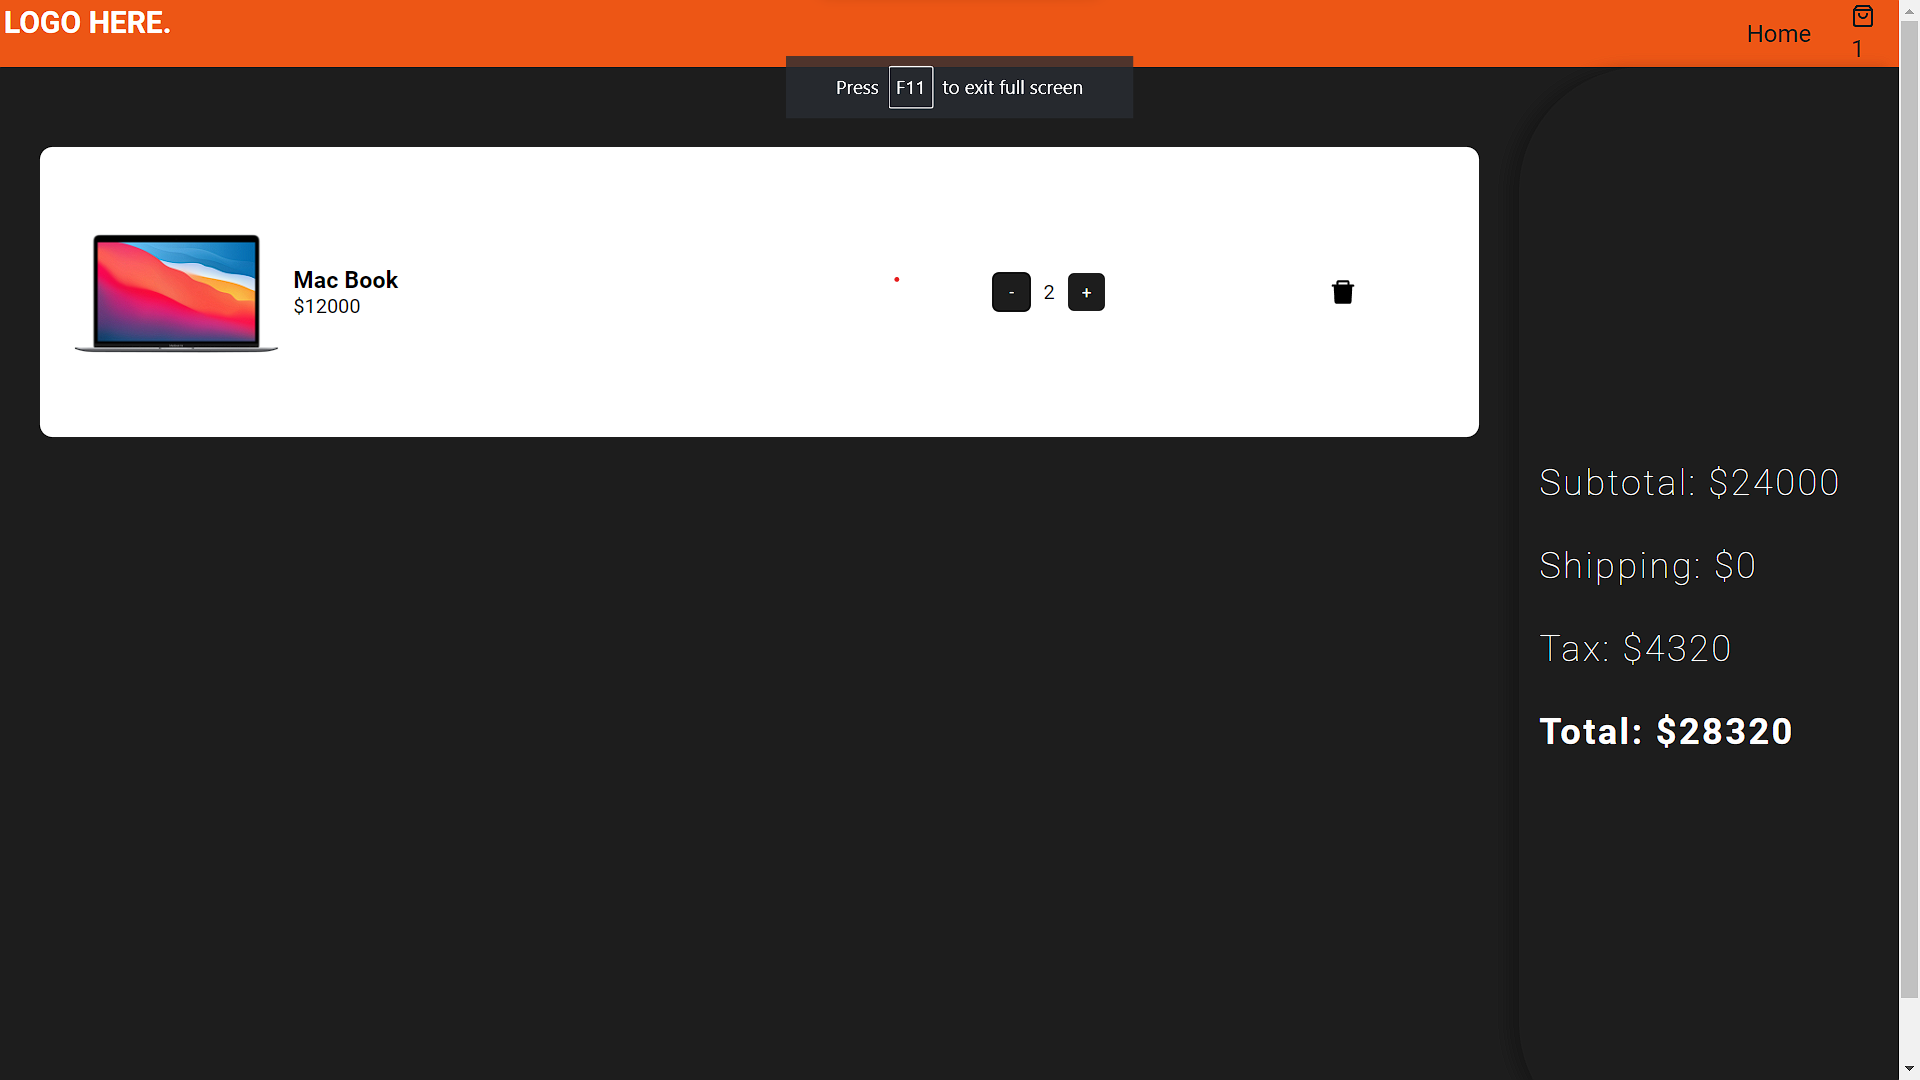 LOGO HERE.
Home
1
Press F11 to exit full screen
Mac Book
$12000
- 2 +
Subtotal: $24000
Shipping: $0
Tax: $4320
Total: $28320